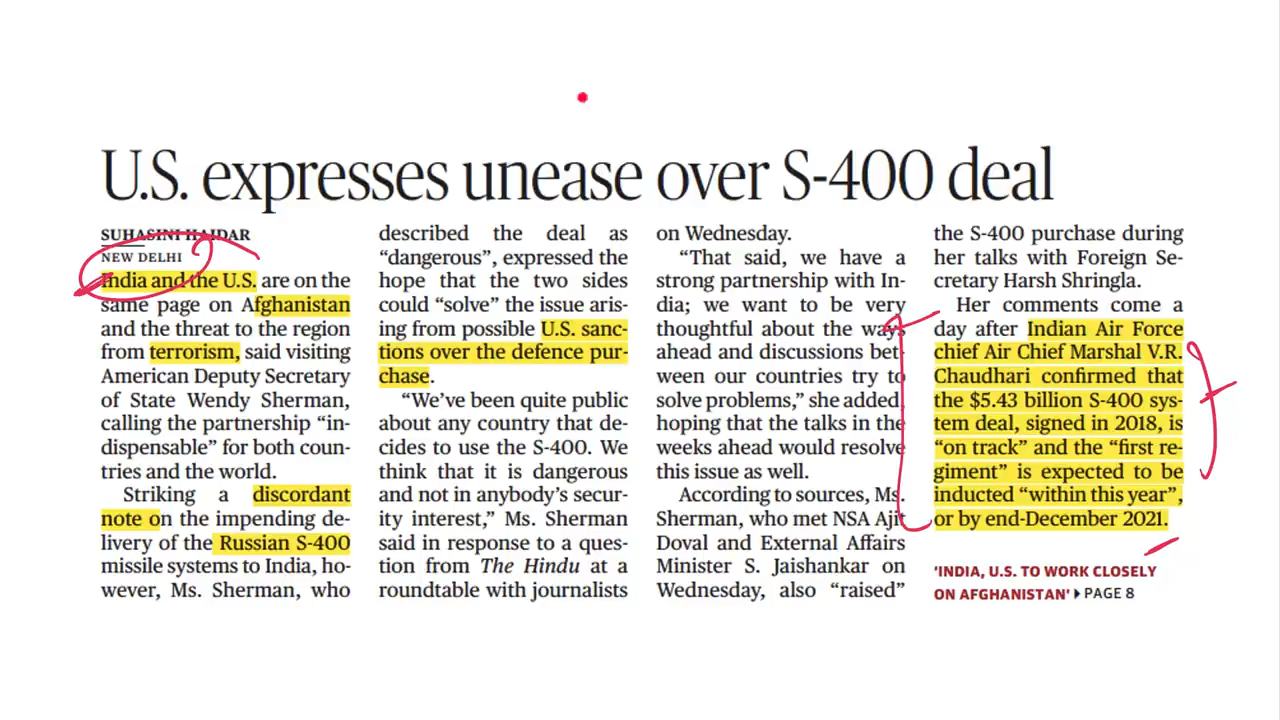 U.S. expresses unease over S-400 deal
SUHASINI HAIDAR
NEW DELHI
India and the U.S. are on the
same page on Afghanistan
and the threat to the region
from terrorism, said visiting
American Deputy Secretary
of State Wendy Sherman,
calling the partnership “in-
dispensable” for both coun-
tries and the world.
Striking a discordant
note on the impending de-
livery of the Russian S-400
missile systems to India, ho-
wever, Ms. Sherman, who
described the deal as
“dangerous”, expressed the
hope that the two sides
could “solve” the issue aris-
ing from possible U.S. sanc-
tions over the defence pur-
chase.
“We’ve been quite public
about any country that de-
cides to use the S-400. We
think that it is dangerous
and not in anybody’s secur-
ity interest,” Ms. Sherman
said in response to a ques-
tion from The Hindu at a
roundtable with journalists
on Wednesday.
“That said, we have a
strong partnership with In-
dia; we want to be very
thoughtful about the ways
ahead and discussions bet-
ween our countries try to
solve problems,” she added,
hoping that the talks in the
weeks ahead would resolve
this issue as well.
According to sources, Ms.
Sherman, who met NSA Ajit
Doval and External Affairs
Minister S. Jaishankar on
Wednesday, also “raised”
the S-400 purchase during
her talks with Foreign Se-
cretary Harsh Shringla.
Her comments come a
day after Indian Air Force
chief Air Chief Marshal V.R.
Chaudhari confirmed that
the $5.43 billion S-400 sys-
tem deal, signed in 2018, is
“on track” and the “first re-
giment” is expected to be
inducted “within this year”,
or by end-December 2021.
‘INDIA, U.S. TO WORK CLOSELY
ON AFGHANISTAN’ PAGE 8